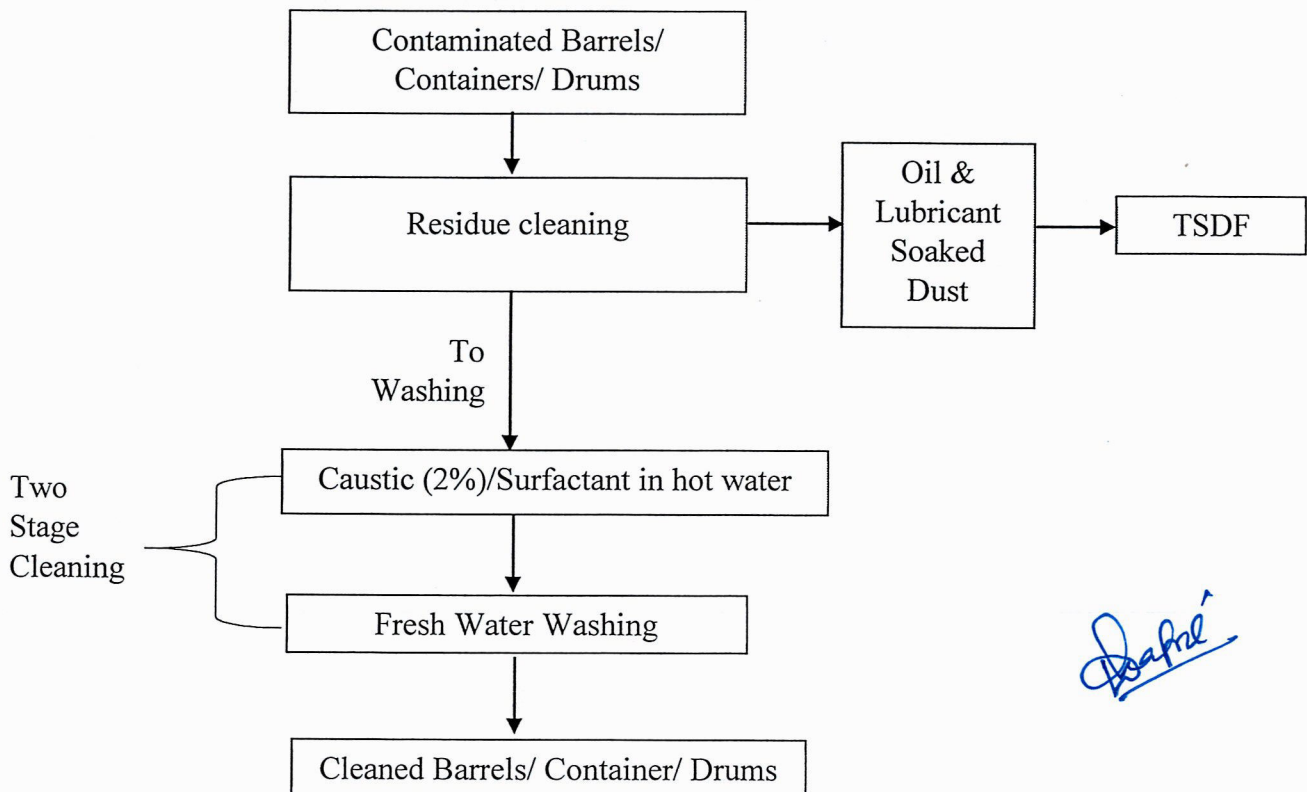 Contaminated Barrels/
Containers/ Drums
Residue cleaning
Oil &
Lubricant
Soaked
Dust
TSDF
To
Washing
Two
Stage
Cleaning
Caustic (2%)/Surfactant in hot water
Fresh Water Washing
Cleaned Barrels/ Container/ Drums